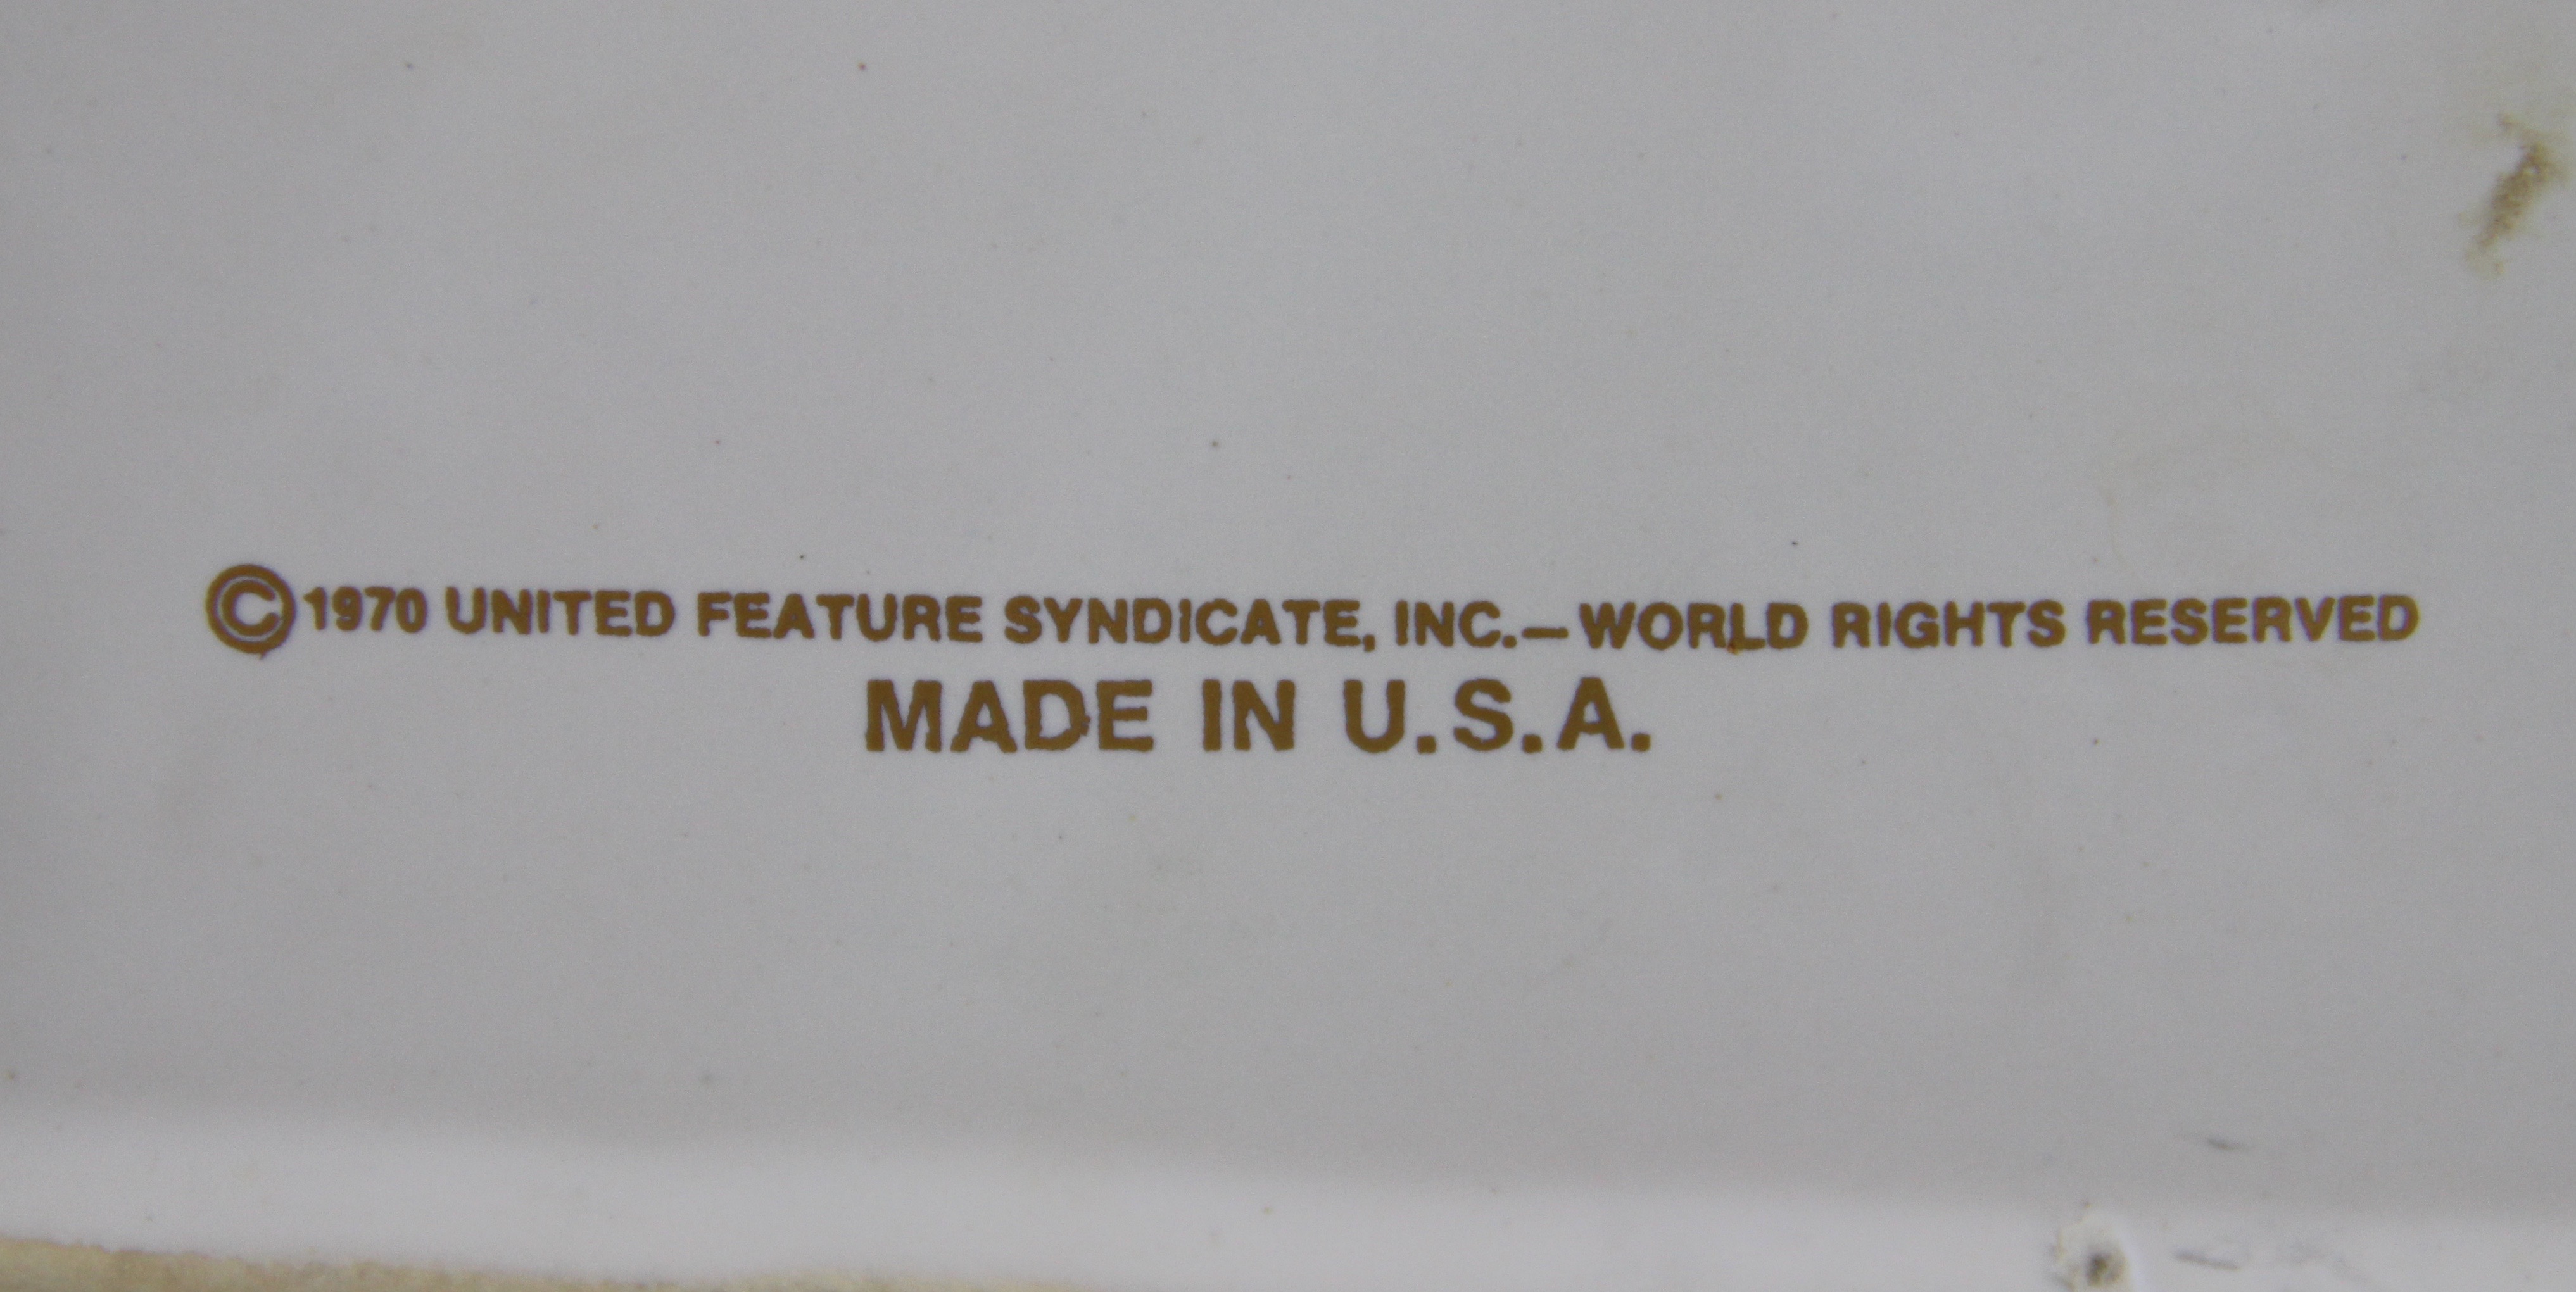 ©1970 UNITED FEATURE SYNDICATE, INC.—WORLD RIGHTS RESERVED
MADE IN U.S.A.